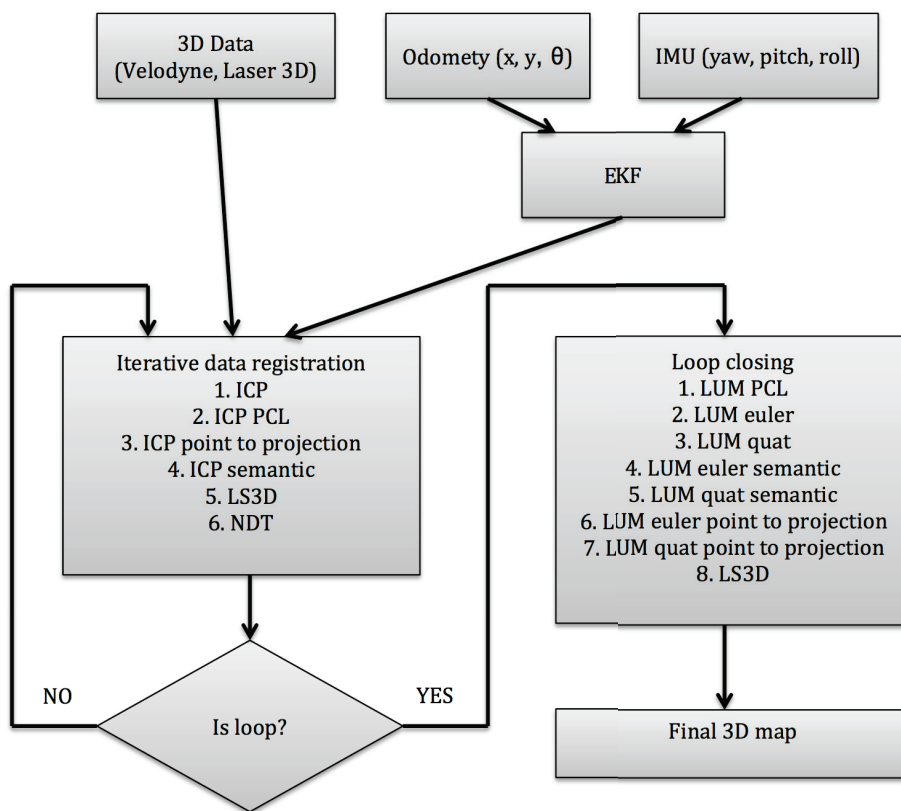 3D Data
(Velodyne, Laser 3D)
Odomety (x, y, θ)
IMU (yaw, pitch, roll)
EKF
Iterative data registration
1. ICP
2. ICP PCL
3. ICP point to projection
4. ICP semantic
5. LS3D
6. NDT
Loop closing
1. LUM PCL
2. LUM euler
3. LUM quat
4. LUM euler semantic
5. LUM quat semantic
6. LUM euler point to projection
7. LUM quat point to projection
8. LS3D
NO
Is loop?
YES
Final 3D map